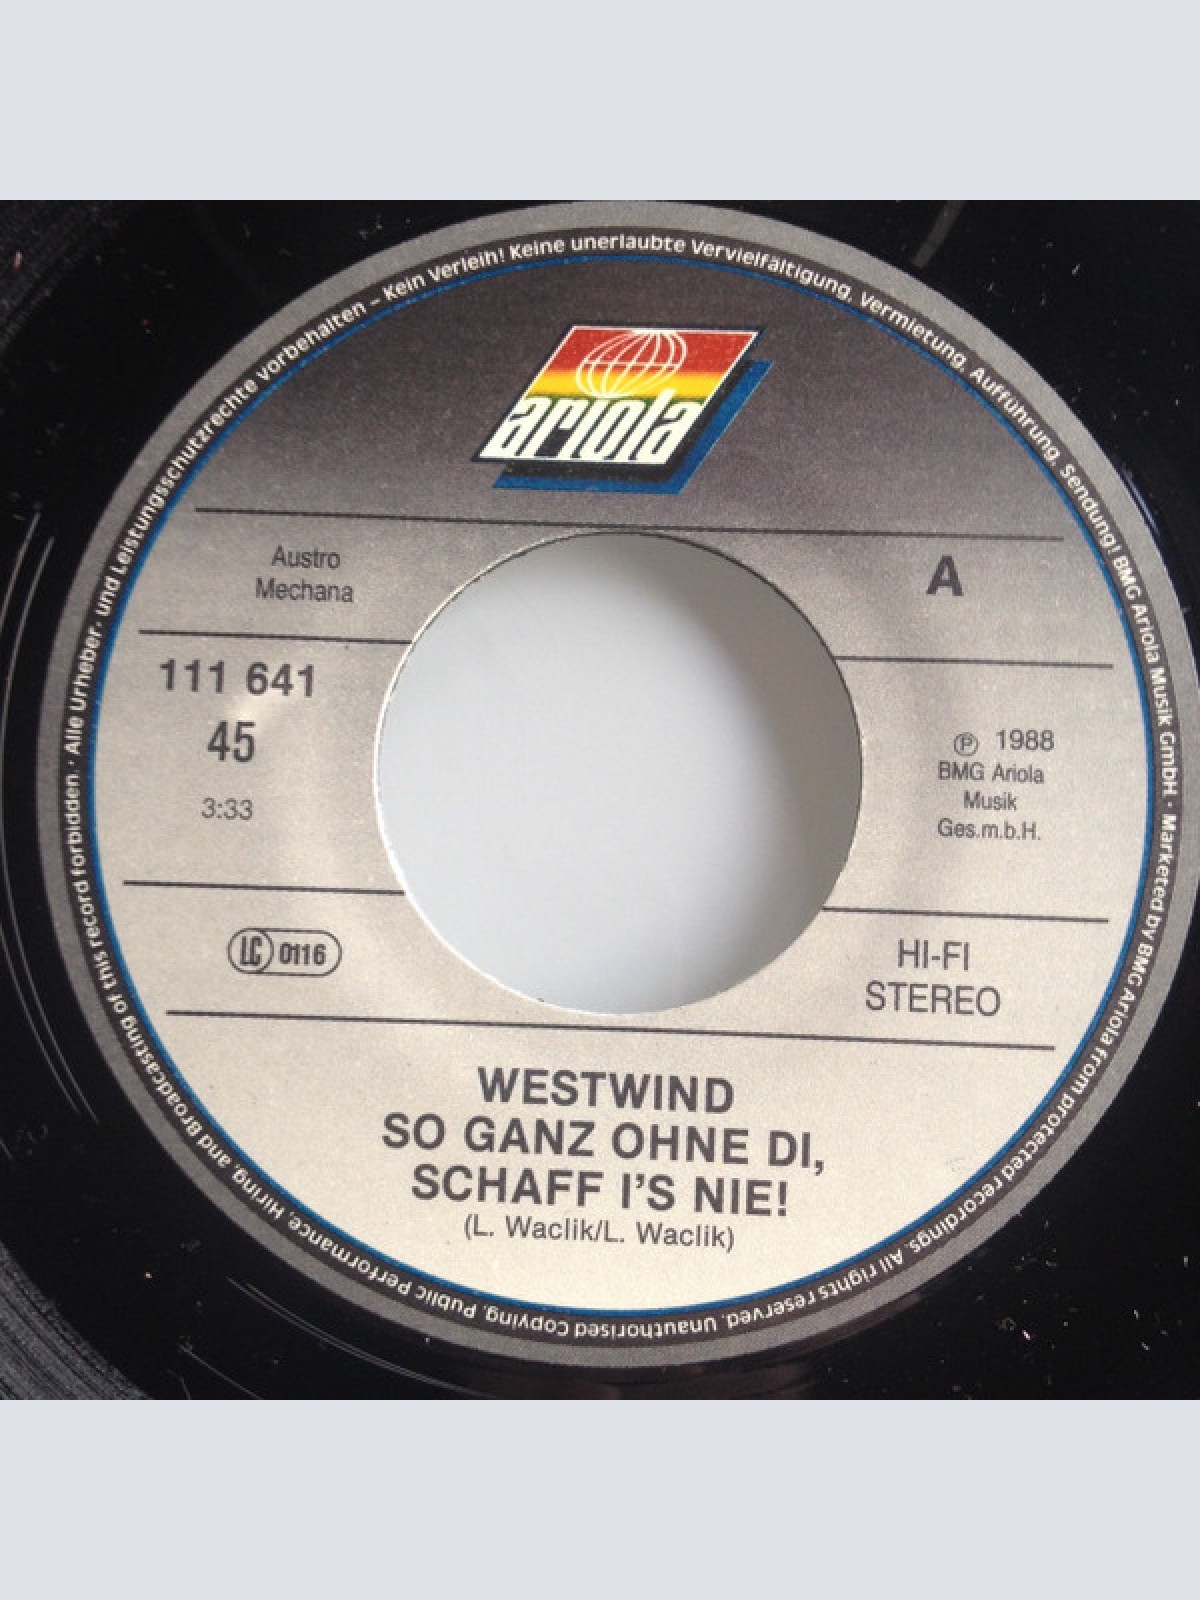 Alle Urheber- und Leistungsschutzrechte vorbehalten – Kein Verleih! Keine unerlaubte Vervielfältigung, Vermietung, Aufführung, Sendung! BMG Ariola Musik GmbH · Marketed by BMG Ariola from protected recordings. All rights reserved. Unauthorised Copying, Public Performance, Hiring, and Broadcasting of this record forbidden ·
ariola
Austro
Mechana
A
111 641
45
3:33
℗ 1988
BMG Ariola
Musik
Ges.m.b.H.
LC 0116
HI-FI
STEREO
WESTWIND
SO GANZ OHNE DI,
SCHAFF I'S NIE!
(L. Waclik/L. Waclik)